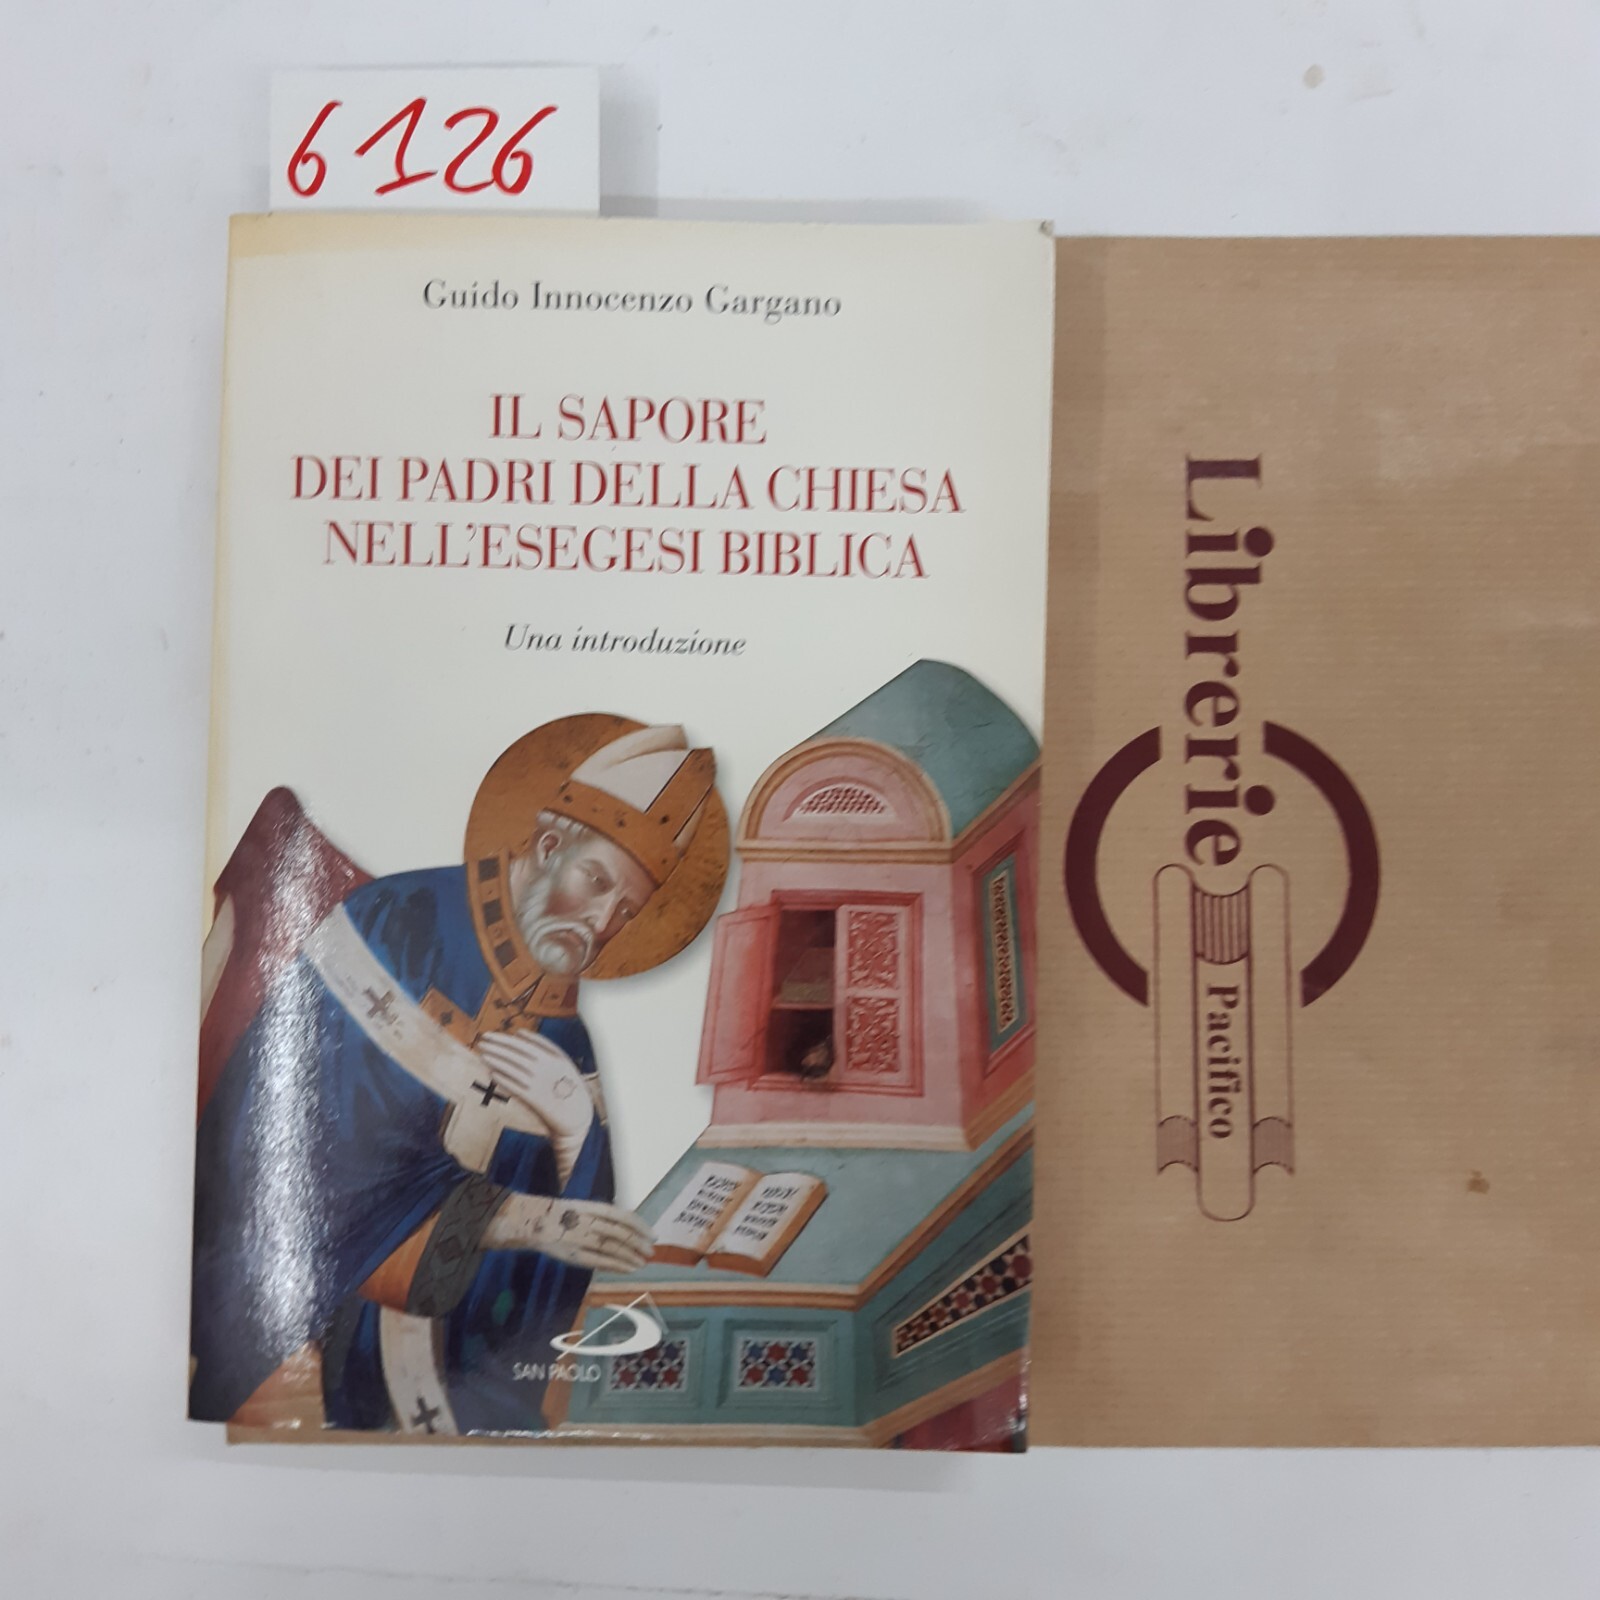 6126
Guido Innocenzo Gargano
IL SAPORE
DEI PADRI DELLA CHIESA
NELL'ESEGESI BIBLICA
Una introduzione
SAN PAOLO
Librerie
Pacifico